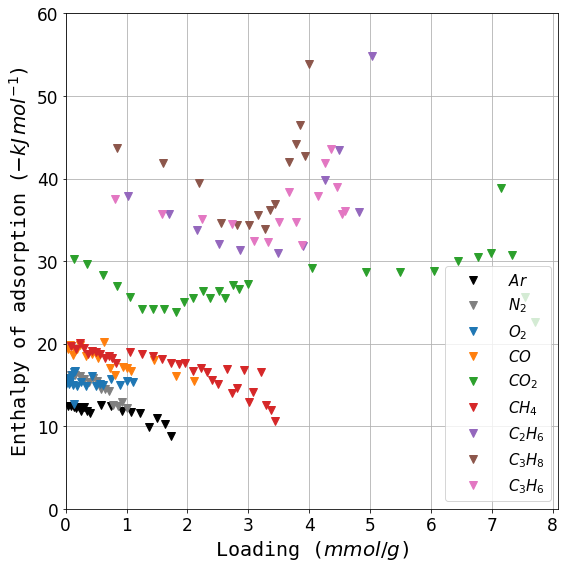 Enthalpy of adsorption (−kJmol⁻¹)
60
50
40
30
20
10
0
0 1 2 3 4 5 6 7 8
Loading (mmol/g)
Ar
N₂
O₂
CO
CO₂
CH₄
C₂H₆
C₃H₈
C₃H₆